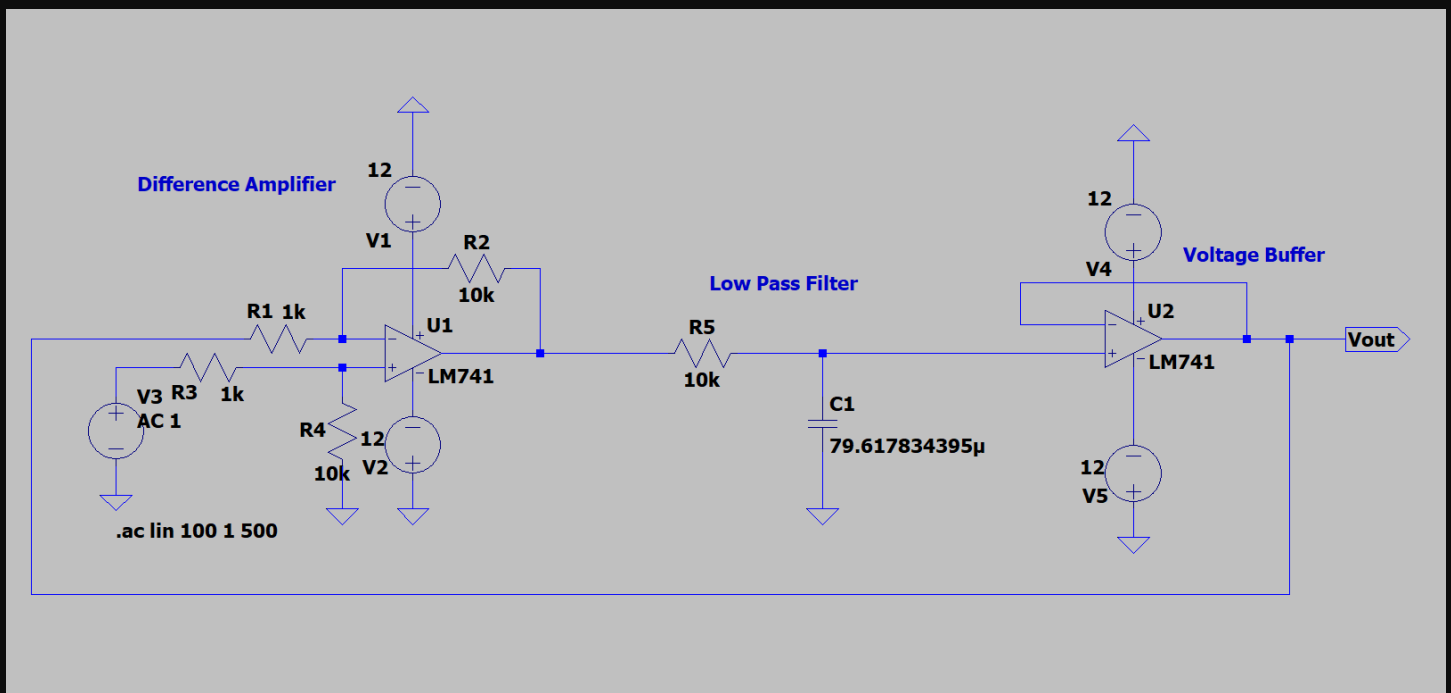 12
Difference Amplifier
12
V1
R2
Voltage Buffer
V4
10k
Low Pass Filter
R1 1k
U1
U2
R5
Vout
LM741
LM741
10k
V3
R3
1k
AC 1
C1
R4
12
79.617834395µ
10k
V2
12
V5
.ac lin 100 1 500